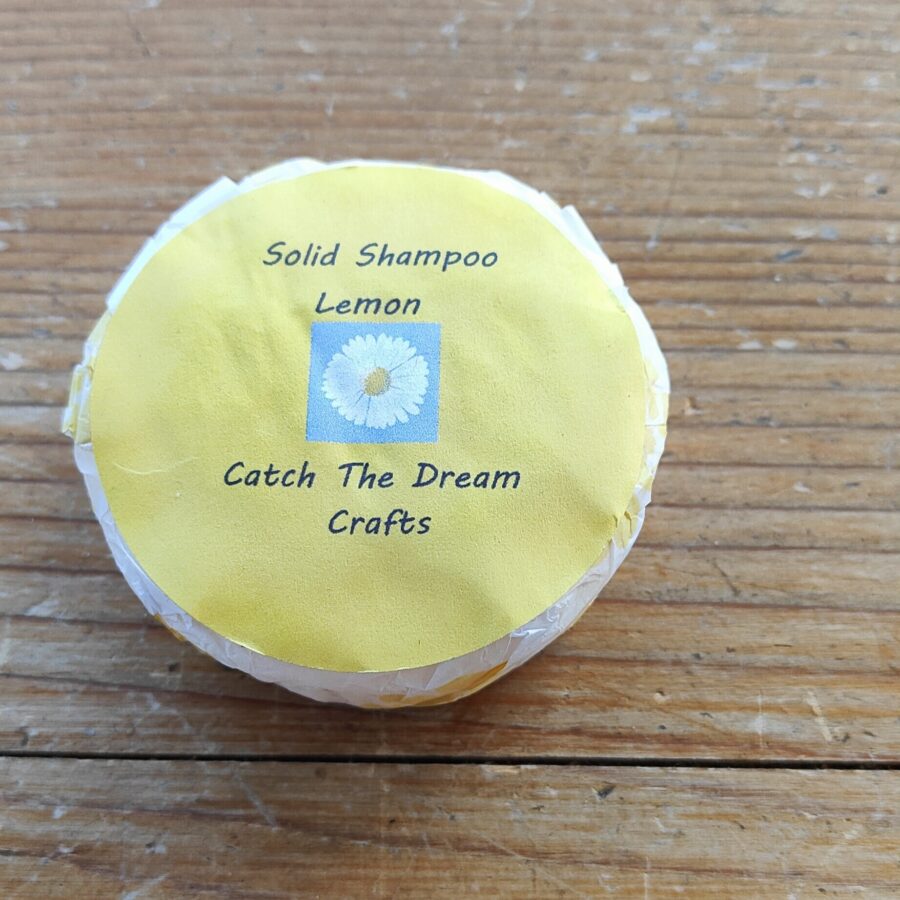 Solid Shampoo
Lemon
Catch The Dream
Crafts